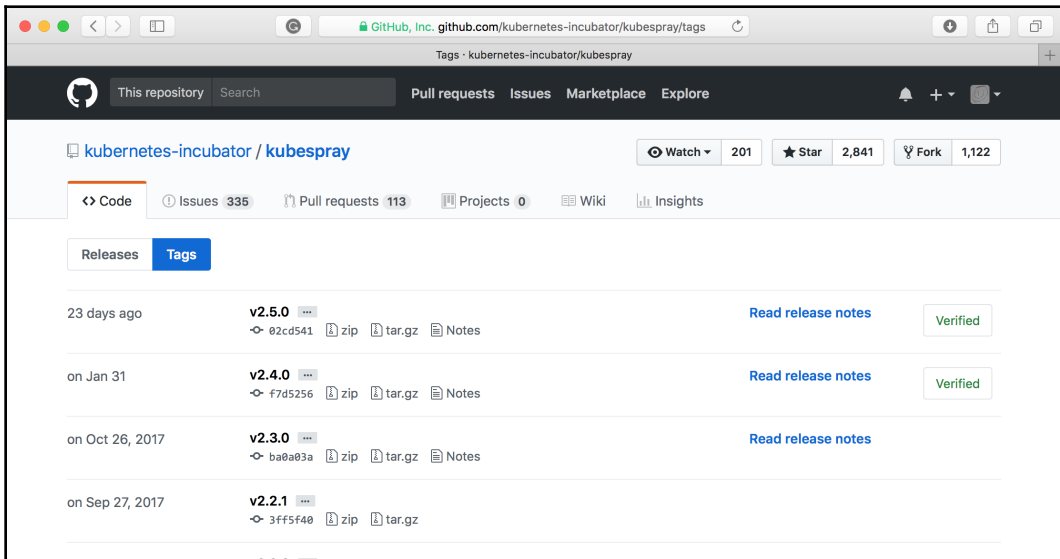 GitHub, Inc. github.com/kubernetes-incubator/kubespray/tags
Tags · kubernetes-incubator/kubespray
This repository Search Pull requests Issues Marketplace Explore
kubernetes-incubator / kubespray Watch 201 Star 2,841 Fork 1,122
Code Issues 335 Pull requests 113 Projects 0 Wiki Insights
Releases Tags
23 days ago v2.5.0 ... Read release notes Verified
02cd541 zip tar.gz Notes
on Jan 31 v2.4.0 ... Read release notes Verified
f7d5256 zip tar.gz Notes
on Oct 26, 2017 v2.3.0 ... Read release notes
ba0a03a zip tar.gz Notes
on Sep 27, 2017 v2.2.1 ...
3ff5f40 zip tar.gz